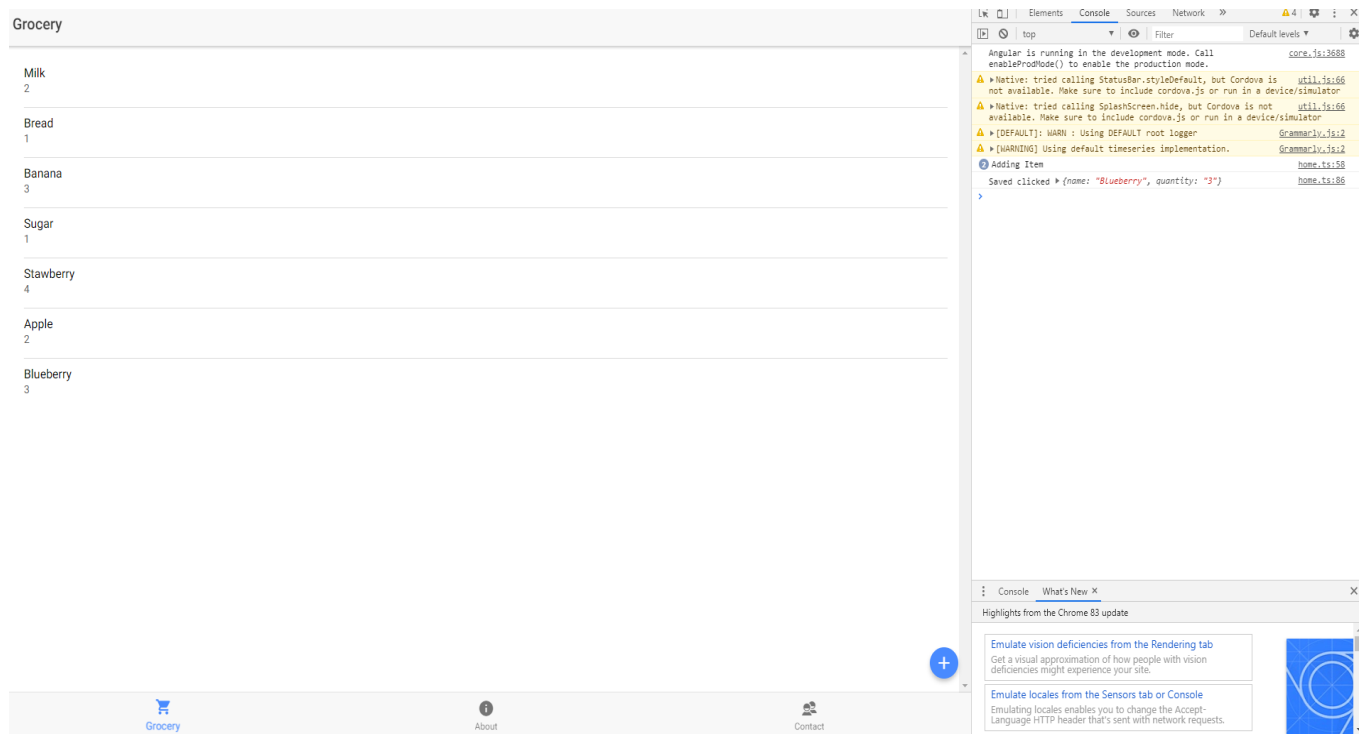 Grocery
Milk
2
Bread
1
Banana
3
Sugar
1
Stawberry
4
Apple
2
Blueberry
3
Grocery
About
Contact
Elements Console Sources Network » 4
top Filter Default levels ▼
Angular is running in the development mode. Call core.js:3688
enableProdMode() to enable the production mode.
▸Native: tried calling StatusBar.styleDefault, but Cordova is util.js:66
not available. Make sure to include cordova.js or run in a device/simulator
▸Native: tried calling SplashScreen.hide, but Cordova is not util.js:66
available. Make sure to include cordova.js or run in a device/simulator
▸[DEFAULT]: WARN : Using DEFAULT root logger Grammarly.js:2
▸[WARNING] Using default timeseries implementation. Grammarly.js:2
2 Adding Item home.ts:58
Saved clicked ▸{name: "Blueberry", quantity: "3"} home.ts:86
Console What's New ×
Highlights from the Chrome 83 update
Emulate vision deficiencies from the Rendering tab
Get a visual approximation of how people with vision
deficiencies might experience your site.
Emulate locales from the Sensors tab or Console
Emulating locales enables you to change the Accept-
Language HTTP header that's sent with network requests.